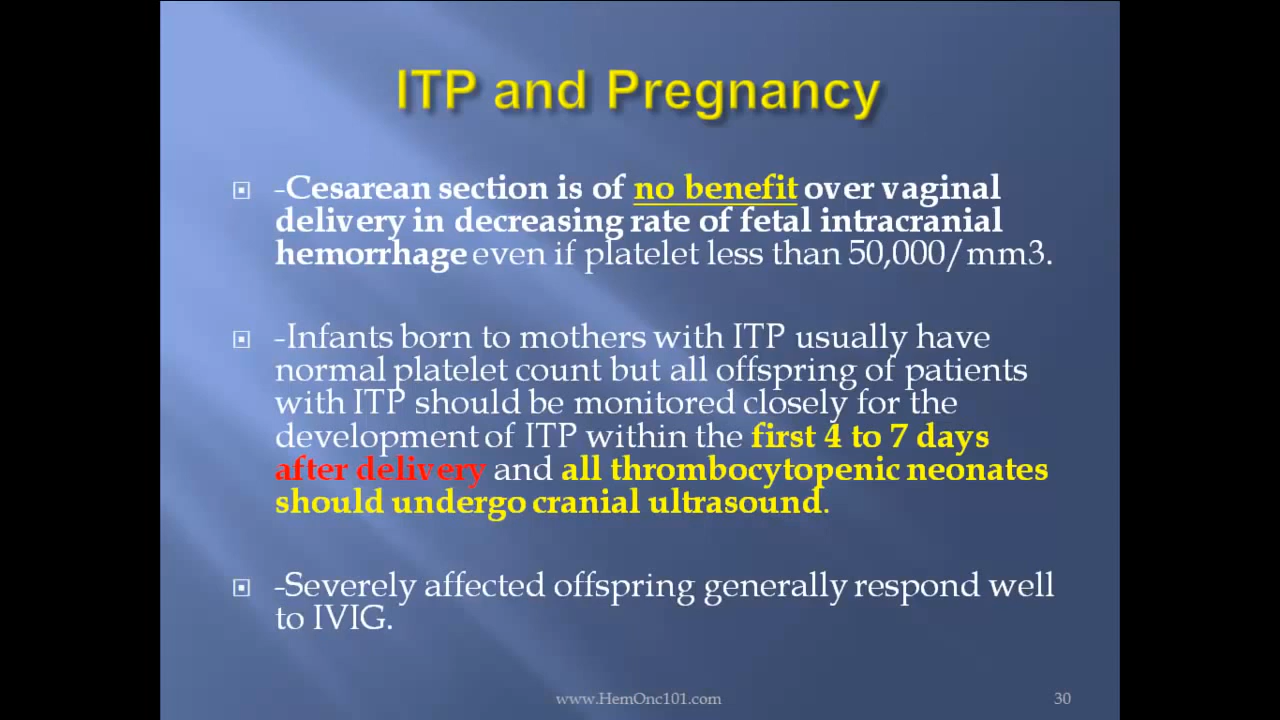 ITP and Pregnancy
-Cesarean section is of no benefit over vaginal
delivery in decreasing rate of fetal intracranial
hemorrhage even if platelet less than 50,000/mm3.
-Infants born to mothers with ITP usually have
normal platelet count but all offspring of patients
with ITP should be monitored closely for the
development of ITP within the first 4 to 7 days
after delivery and all thrombocytopenic neonates
should undergo cranial ultrasound.
-Severely affected offspring generally respond well
to IVIG.
www.HemOnc101.com
30